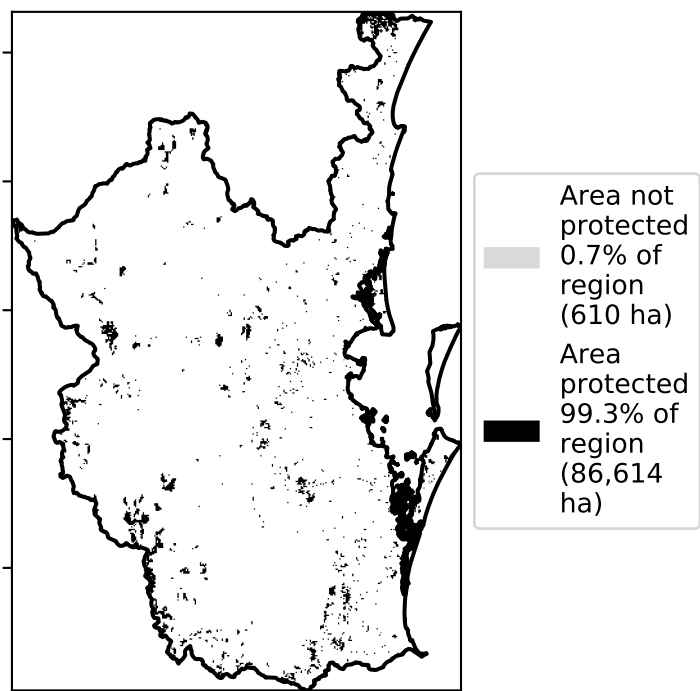 Area not
protected
0.7% of
region
(610 ha)
Area
protected
99.3% of
region
(86,614
ha)